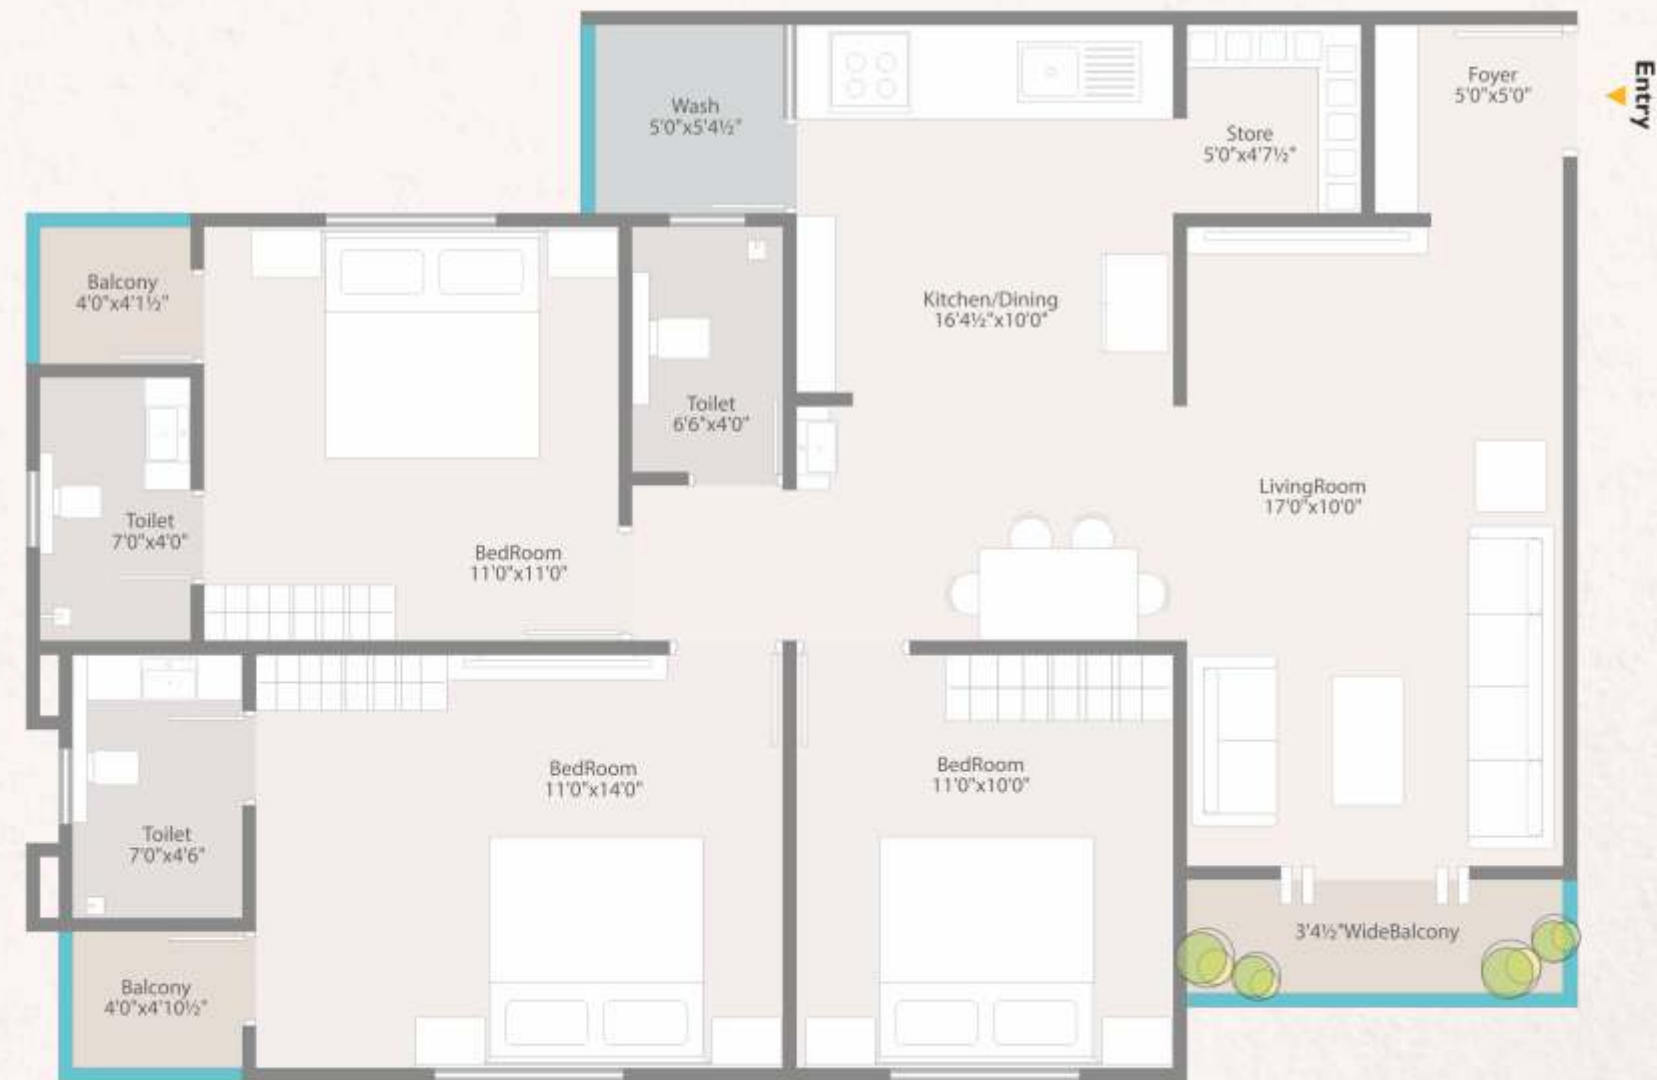 Entry
Foyer
5'0"x5'0"
Wash
5'0"x5'4½"
Store
5'0"x4'7½"
Balcony
4'0"x4'1½"
Kitchen/Dining
16'4½"x10'0"
Toilet
6'6"x4'0"
LivingRoom
17'0"x10'0"
Toilet
7'0"x4'0"
BedRoom
11'0"x11'0"
BedRoom
11'0"x14'0"
BedRoom
11'0"x10'0"
Toilet
7'0"x4'6"
3'4½"WideBalcony
Balcony
4'0"x4'10½"